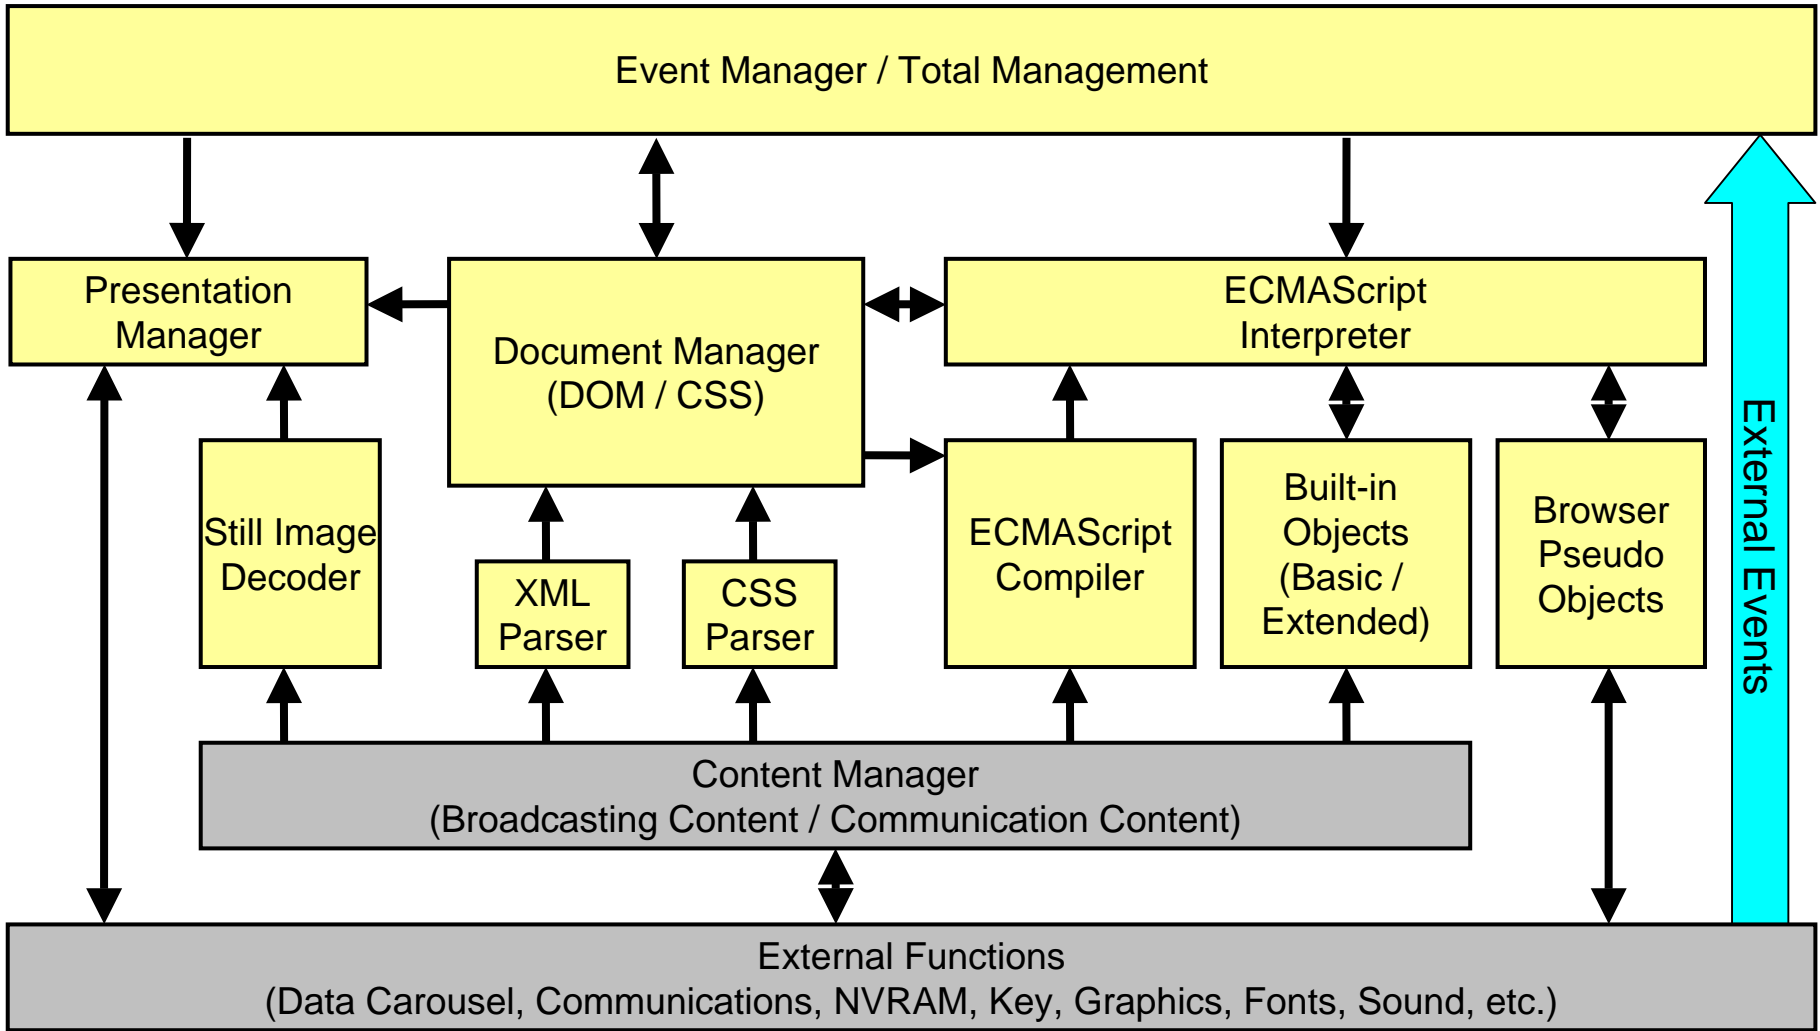 Event Manager / Total Management
Presentation
Manager
Document Manager
(DOM / CSS)
ECMAScript
Interpreter
Still Image
Decoder
XML
Parser
CSS
Parser
ECMAScript
Compiler
Built-in
Objects
(Basic /
Extended)
Browser
Pseudo
Objects
External Events
Content Manager
(Broadcasting Content / Communication Content)
External Functions
(Data Carousel, Communications, NVRAM, Key, Graphics, Fonts, Sound, etc.)